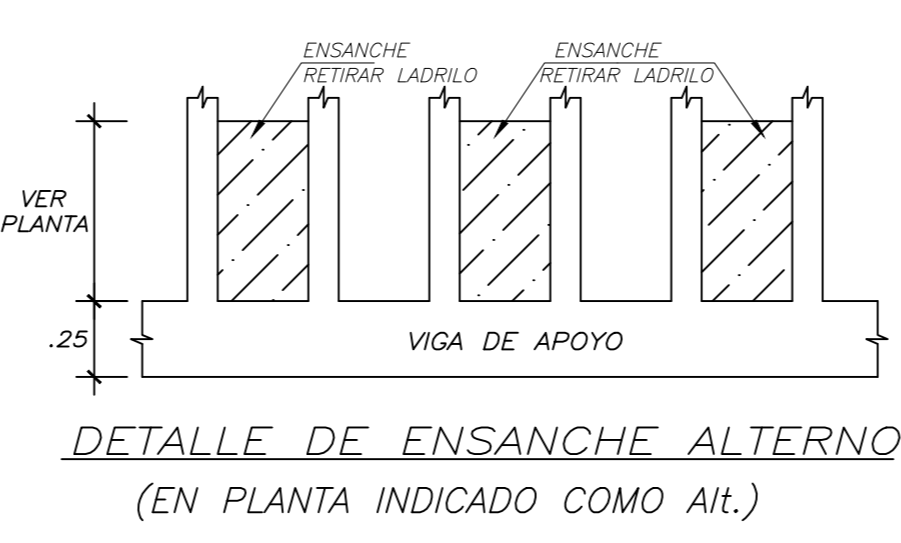 ENSANCHE
RETIRAR LADRILO
ENSANCHE
RETIRAR LADRILO
VER
PLANTA
.25
VIGA DE APOYO
DETALLE DE ENSANCHE ALTERNO
(EN PLANTA INDICADO COMO Alt.)